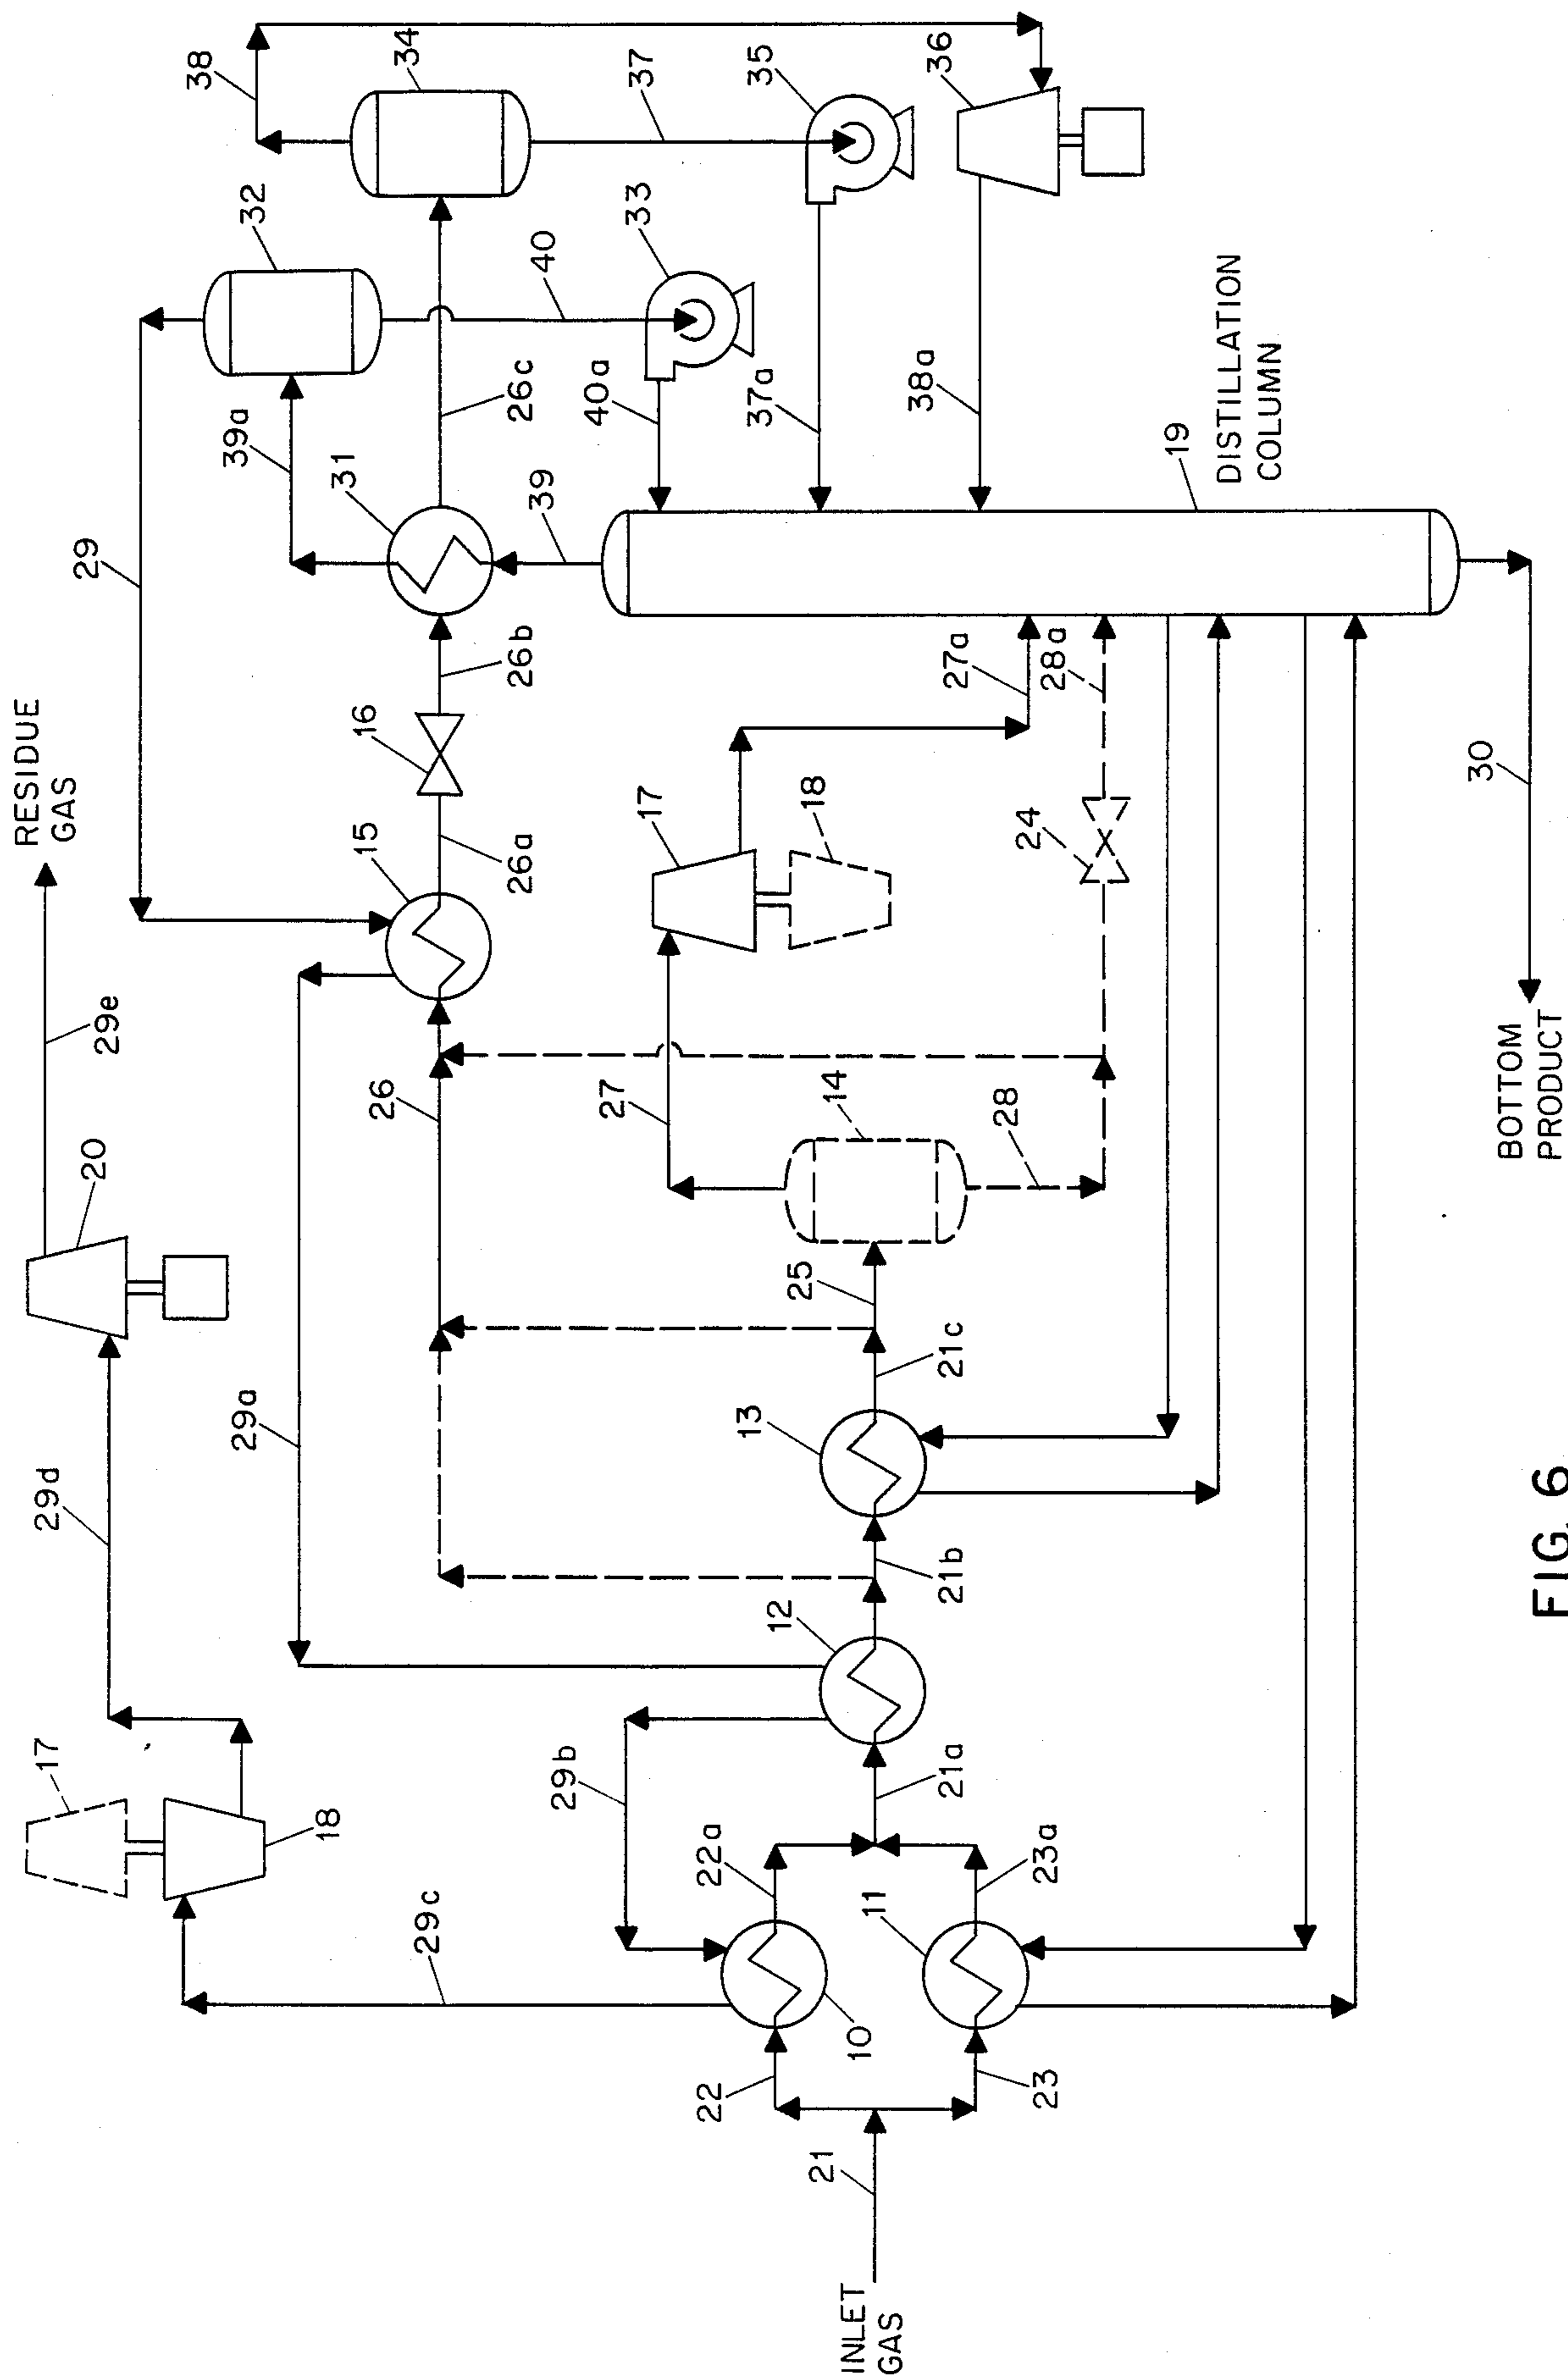 RESIDUE
GAS
29
38
34
32
37
35
36
33
40
39a
31
26c
40a
37a
38a
39
16
26b
15
26a
29e
20
26
17
18
27a
28a
24
19
DISTILLATION
COLUMN
27
14
28
30
BOTTOM
PRODUCT
29a
29d
25
21c
13
21b
12
17
18
29b
21a
29c
22a
11
23a
10
22
23
21
INLET
GAS
FIG. 6